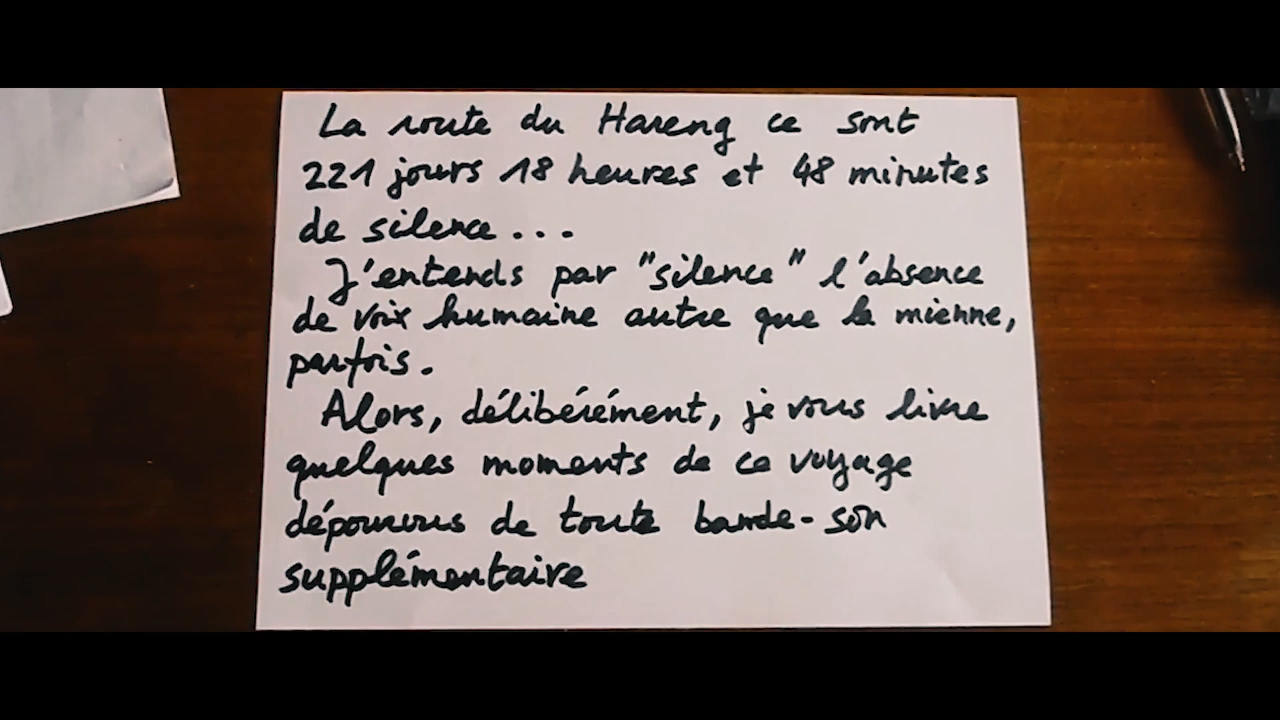 La route du Hareng ce sont
221 jours 18 heures et 48 minutes
de silence...
J'entends par "silence" l'absence
de voix humaine autre que la mienne,
parfois.
Alors, délibérément, je vous livre
quelques moments de ce voyage
dépourvus de toute bande-son
supplémentaire